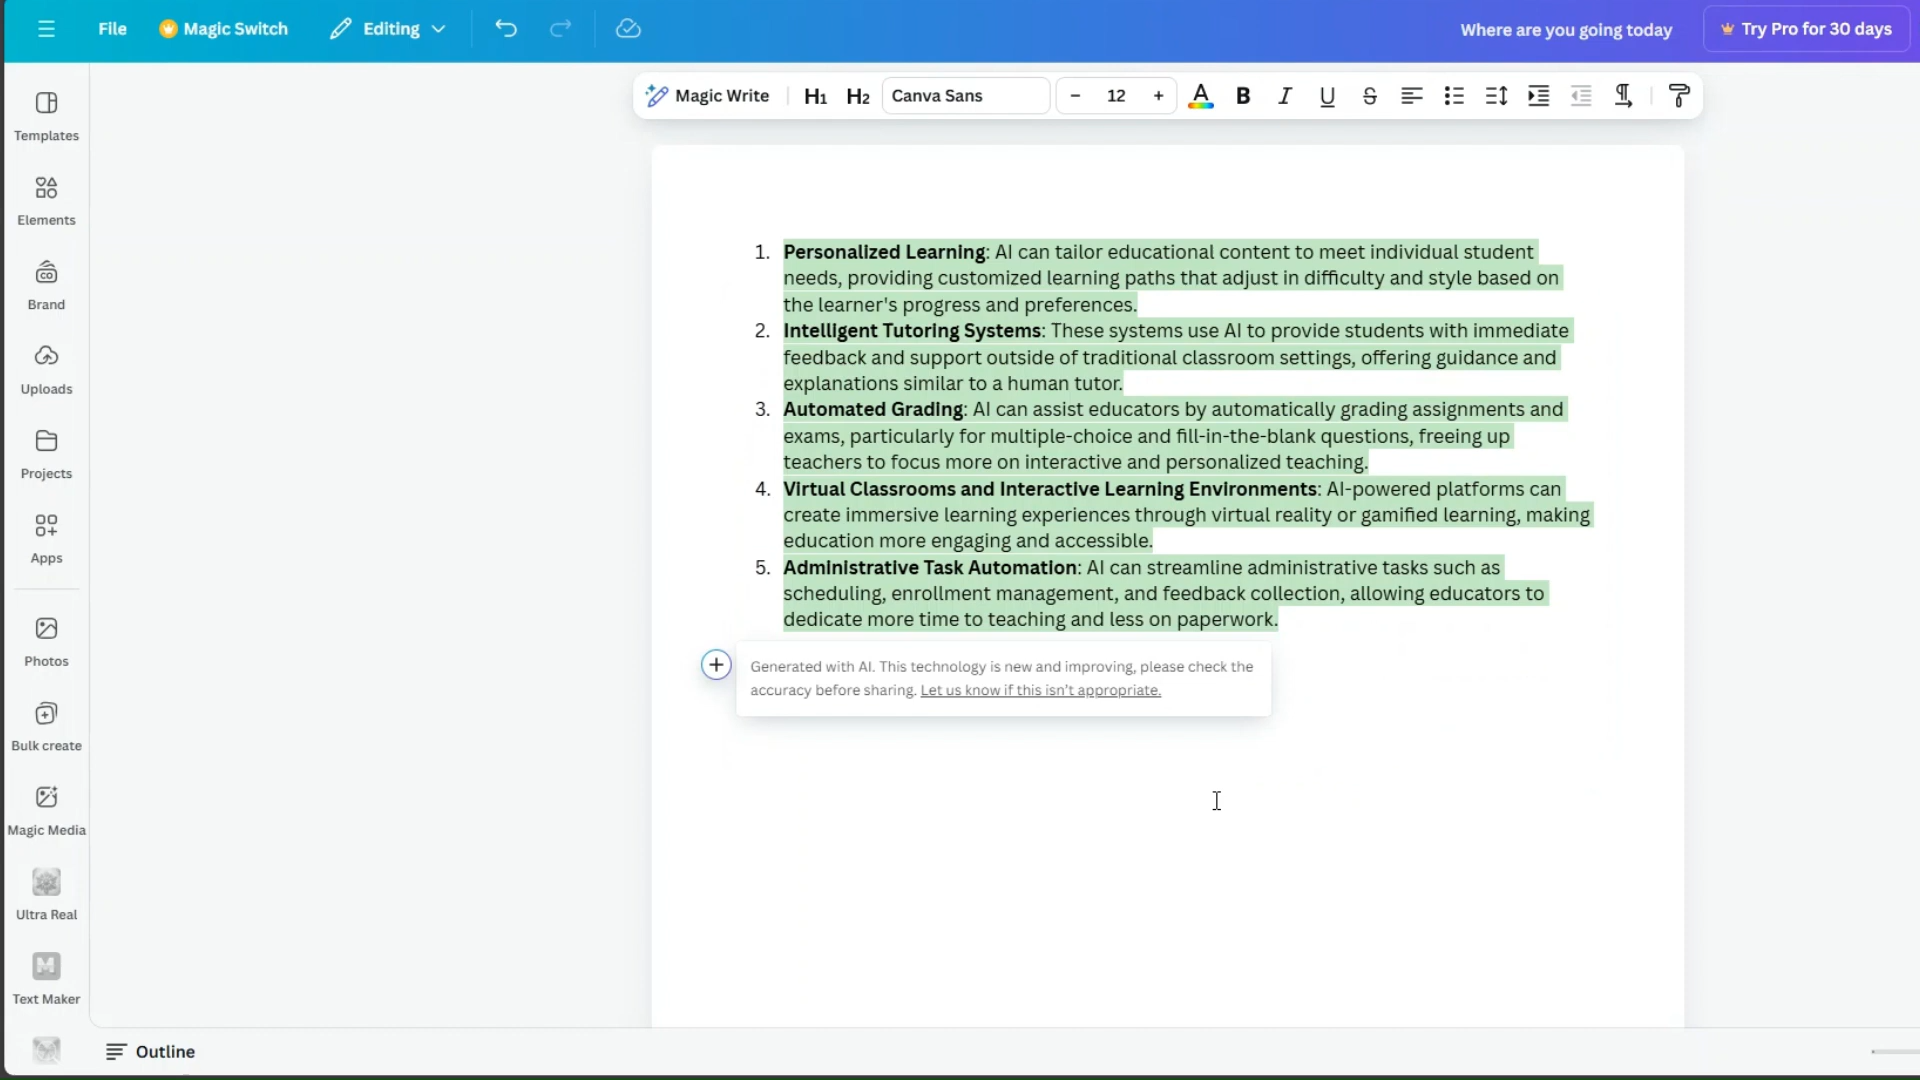 File
Magic Switch
Editing
Where are you going today
Try Pro for 30 days
Magic Write
H1
H2
Canva Sans
− 12 +
A
B
I
U
S
Templates
Elements
CO
Brand
Uploads
Projects
Apps
Photos
Bulk create
Magic Media
Ultra Real
M
Text Maker
1. Personalized Learning: AI can tailor educational content to meet individual student
needs, providing customized learning paths that adjust in difficulty and style based on
the learner's progress and preferences.
2. Intelligent Tutoring Systems: These systems use AI to provide students with immediate
feedback and support outside of traditional classroom settings, offering guidance and
explanations similar to a human tutor.
3. Automated Grading: AI can assist educators by automatically grading assignments and
exams, particularly for multiple-choice and fill-in-the-blank questions, freeing up
teachers to focus more on interactive and personalized teaching.
4. Virtual Classrooms and Interactive Learning Environments: AI-powered platforms can
create immersive learning experiences through virtual reality or gamified learning, making
education more engaging and accessible.
5. Administrative Task Automation: AI can streamline administrative tasks such as
scheduling, enrollment management, and feedback collection, allowing educators to
dedicate more time to teaching and less on paperwork.
Generated with AI. This technology is new and improving, please check the
accuracy before sharing. Let us know if this isn't appropriate.
Outline